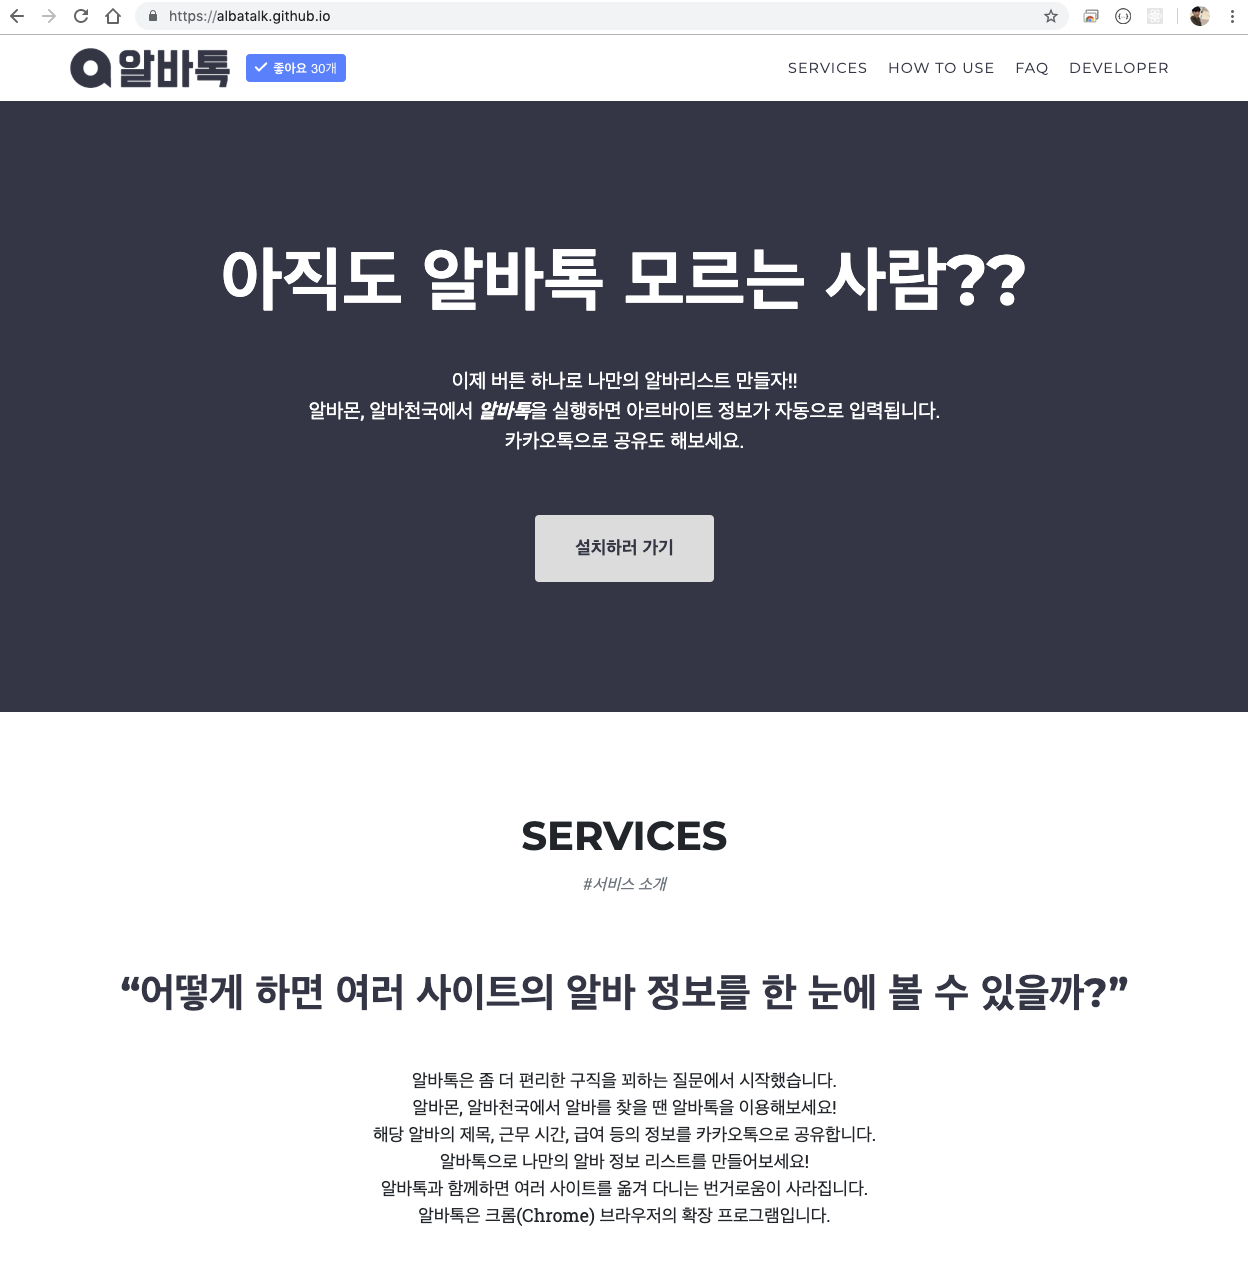 https://albatalk.github.io
알바톡 좋아요 30개 SERVICES HOW TO USE FAQ DEVELOPER
아직도 알바톡 모르는 사람??
이제 버튼 하나로 나만의 알바리스트 만들자!!
알바몬, 알바천국에서 알바톡을 실행하면 아르바이트 정보가 자동으로 입력됩니다.
카카오톡으로 공유도 해보세요.
설치하러 가기
SERVICES
#서비스 소개
“어떻게 하면 여러 사이트의 알바 정보를 한 눈에 볼 수 있을까?”
알바톡은 좀 더 편리한 구직을 꾀하는 질문에서 시작했습니다.
알바몬, 알바천국에서 알바를 찾을 땐 알바톡을 이용해보세요!
해당 알바의 제목, 근무 시간, 급여 등의 정보를 카카오톡으로 공유합니다.
알바톡으로 나만의 알바 정보 리스트를 만들어보세요!
알바톡과 함께하면 여러 사이트를 옮겨 다니는 번거로움이 사라집니다.
알바톡은 크롬(Chrome) 브라우저의 확장 프로그램입니다.